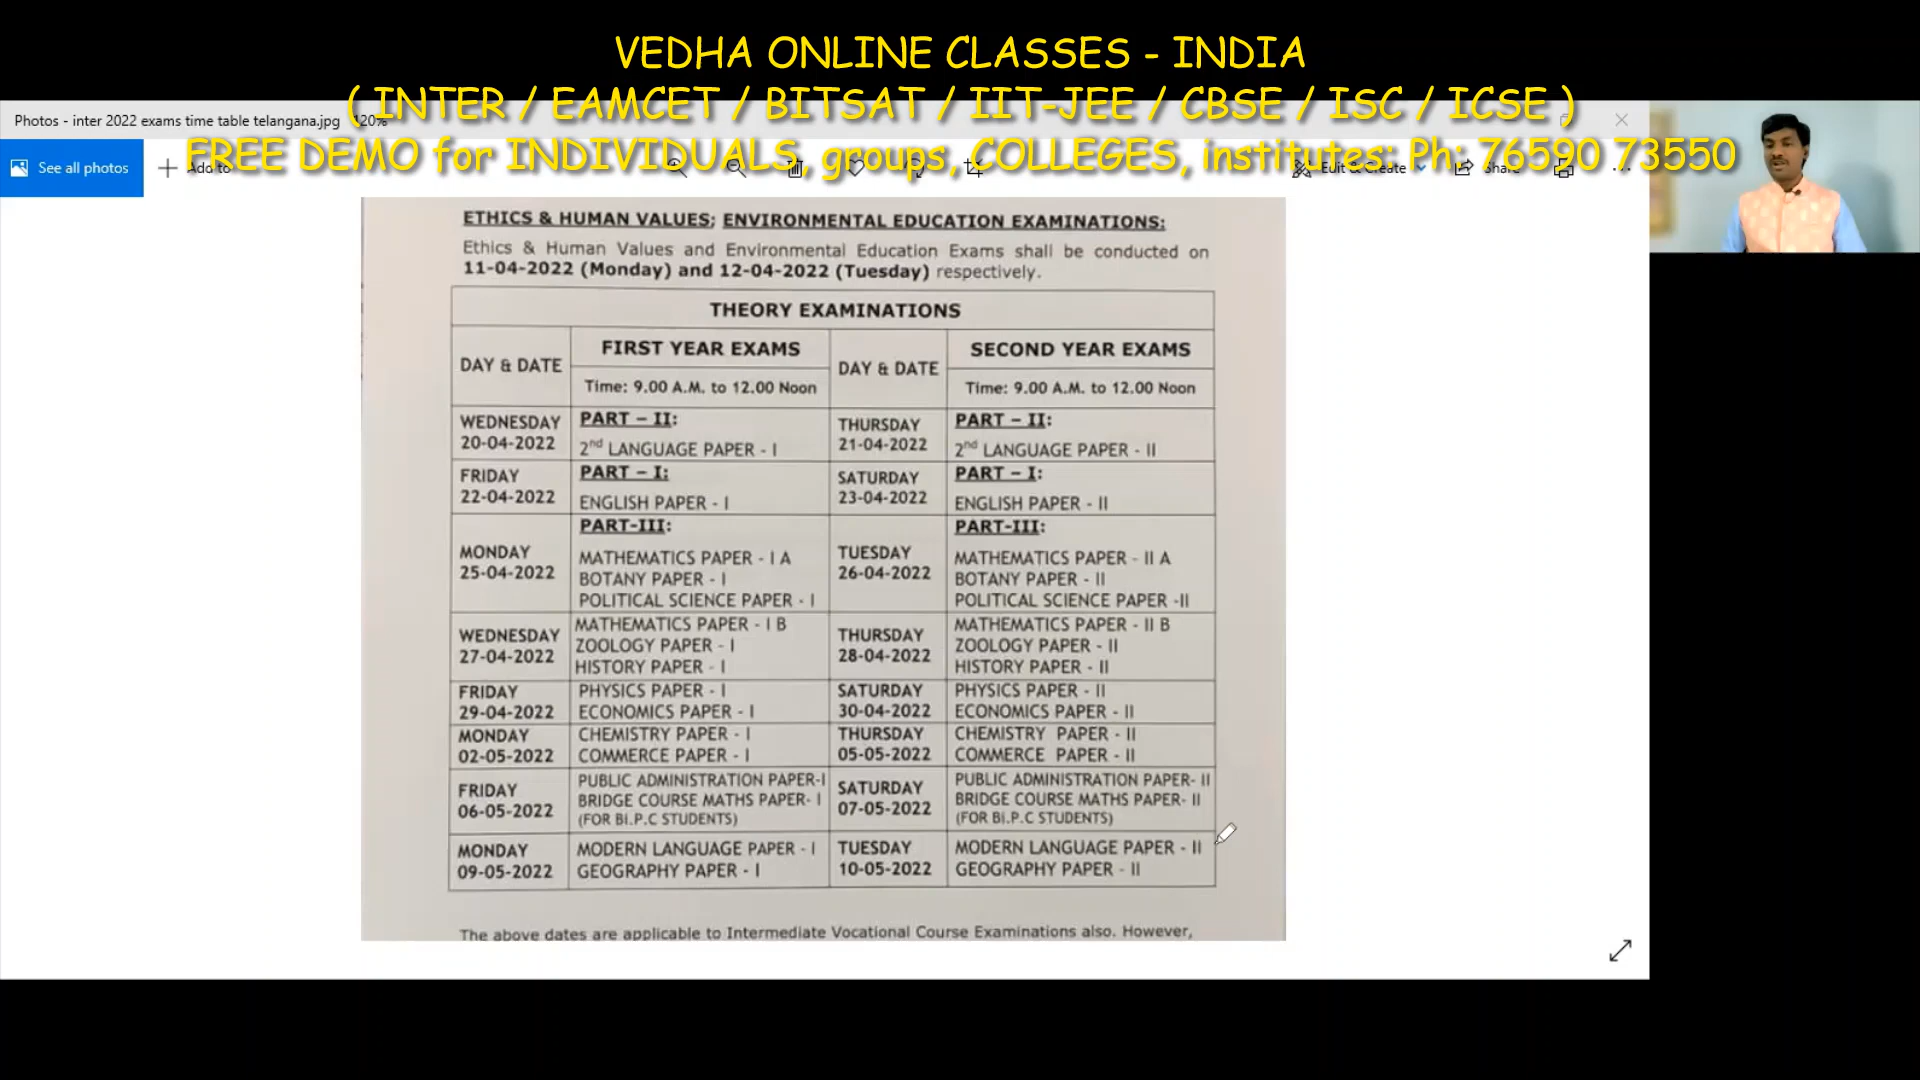 VEDHA ONLINE CLASSES - INDIA
( INTER / EAMCET / BITSAT / IIT-JEE / CBSE / ISC / ICSE )
Photos - inter 2022 exams time table telangana.jpg 120%
FREE DEMO for INDIVIDUALS, groups, COLLEGES, institutes: Ph: 76590 73550
See all photos
Add to
Edit & Create
Share
ETHICS & HUMAN VALUES; ENVIRONMENTAL EDUCATION EXAMINATIONS:
Ethics & Human Values and Environmental Education Exams shall be conducted on
11-04-2022 (Monday) and 12-04-2022 (Tuesday) respectively.
THEORY EXAMINATIONS
DAY & DATE
FIRST YEAR EXAMS
Time: 9.00 A.M. to 12.00 Noon
DAY & DATE
SECOND YEAR EXAMS
Time: 9.00 A.M. to 12.00 Noon
WEDNESDAY
20-04-2022
PART – II:
2nd LANGUAGE PAPER - I
THURSDAY
21-04-2022
PART – II:
2nd LANGUAGE PAPER - II
FRIDAY
22-04-2022
PART – I:
ENGLISH PAPER - I
SATURDAY
23-04-2022
PART – I:
ENGLISH PAPER - II
MONDAY
25-04-2022
PART-III:
MATHEMATICS PAPER - I A
BOTANY PAPER - I
POLITICAL SCIENCE PAPER - I
TUESDAY
26-04-2022
PART-III:
MATHEMATICS PAPER - II A
BOTANY PAPER - II
POLITICAL SCIENCE PAPER -II
WEDNESDAY
27-04-2022
MATHEMATICS PAPER - I B
ZOOLOGY PAPER - I
HISTORY PAPER - I
THURSDAY
28-04-2022
MATHEMATICS PAPER - II B
ZOOLOGY PAPER - II
HISTORY PAPER - II
FRIDAY
29-04-2022
PHYSICS PAPER - I
ECONOMICS PAPER - I
SATURDAY
30-04-2022
PHYSICS PAPER - II
ECONOMICS PAPER - II
MONDAY
02-05-2022
CHEMISTRY PAPER - I
COMMERCE PAPER - I
THURSDAY
05-05-2022
CHEMISTRY PAPER - II
COMMERCE PAPER - II
FRIDAY
06-05-2022
PUBLIC ADMINISTRATION PAPER-I
BRIDGE COURSE MATHS PAPER- I
(FOR Bi.P.C STUDENTS)
SATURDAY
07-05-2022
PUBLIC ADMINISTRATION PAPER- II
BRIDGE COURSE MATHS PAPER- II
(FOR Bi.P.C STUDENTS)
MONDAY
09-05-2022
MODERN LANGUAGE PAPER - I
GEOGRAPHY PAPER - I
TUESDAY
10-05-2022
MODERN LANGUAGE PAPER - II
GEOGRAPHY PAPER - II
The above dates are applicable to Intermediate Vocational Course Examinations also. However,